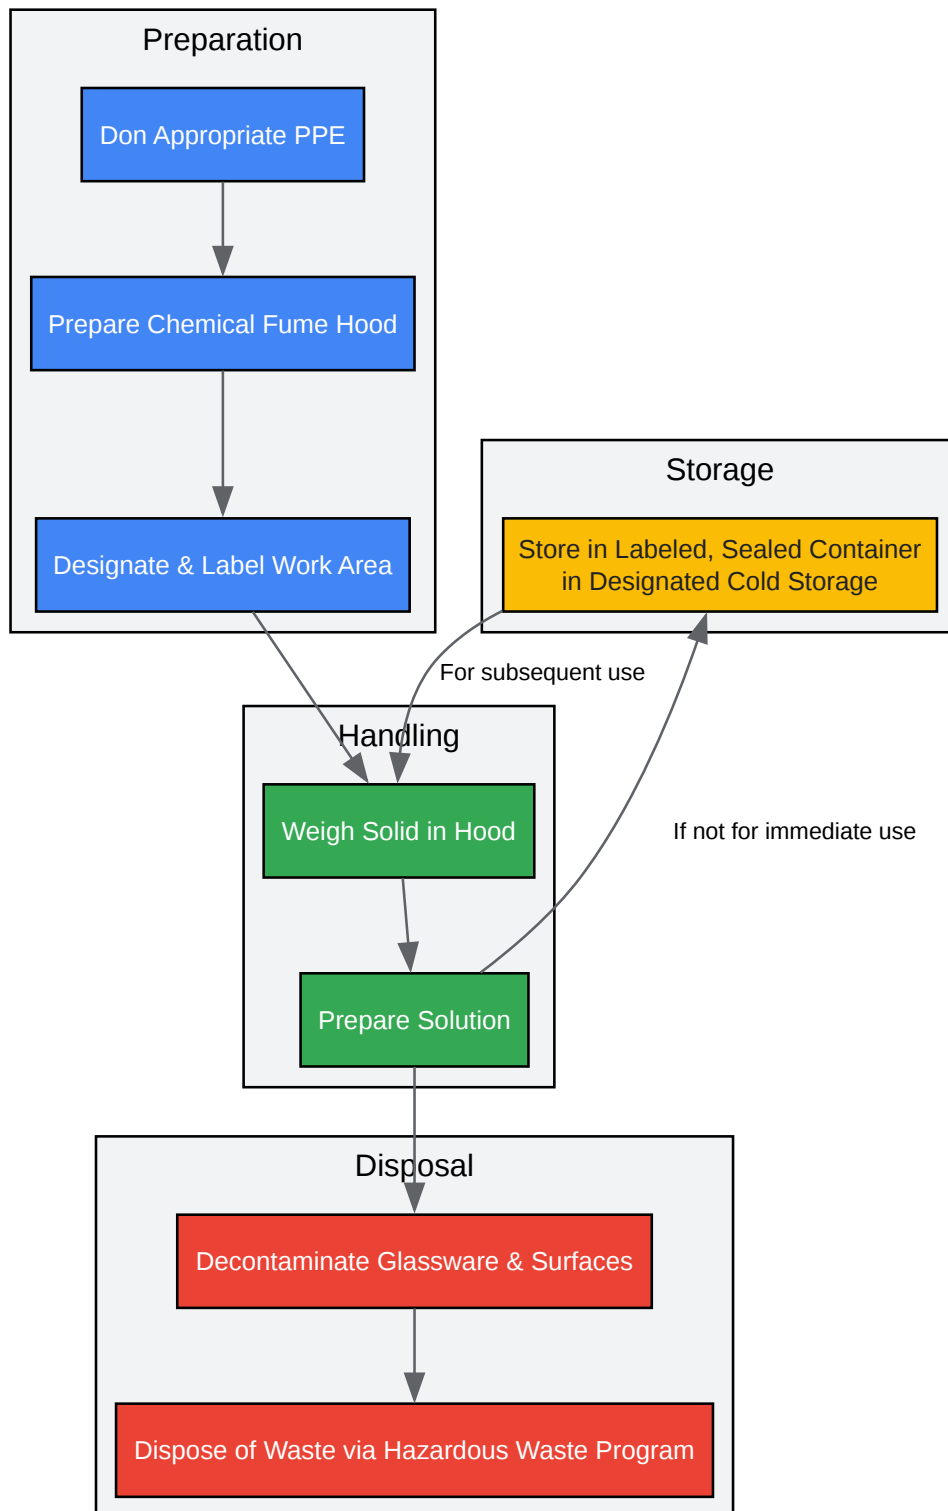 Preparation
Don Appropriate PPE
Prepare Chemical Fume Hood
Designate & Label Work Area
Storage
Store in Labeled, Sealed Container
in Designated Cold Storage
For subsequent use
Handling
Weigh Solid in Hood
If not for immediate use
Prepare Solution
Disposal
Decontaminate Glassware & Surfaces
Dispose of Waste via Hazardous Waste Program